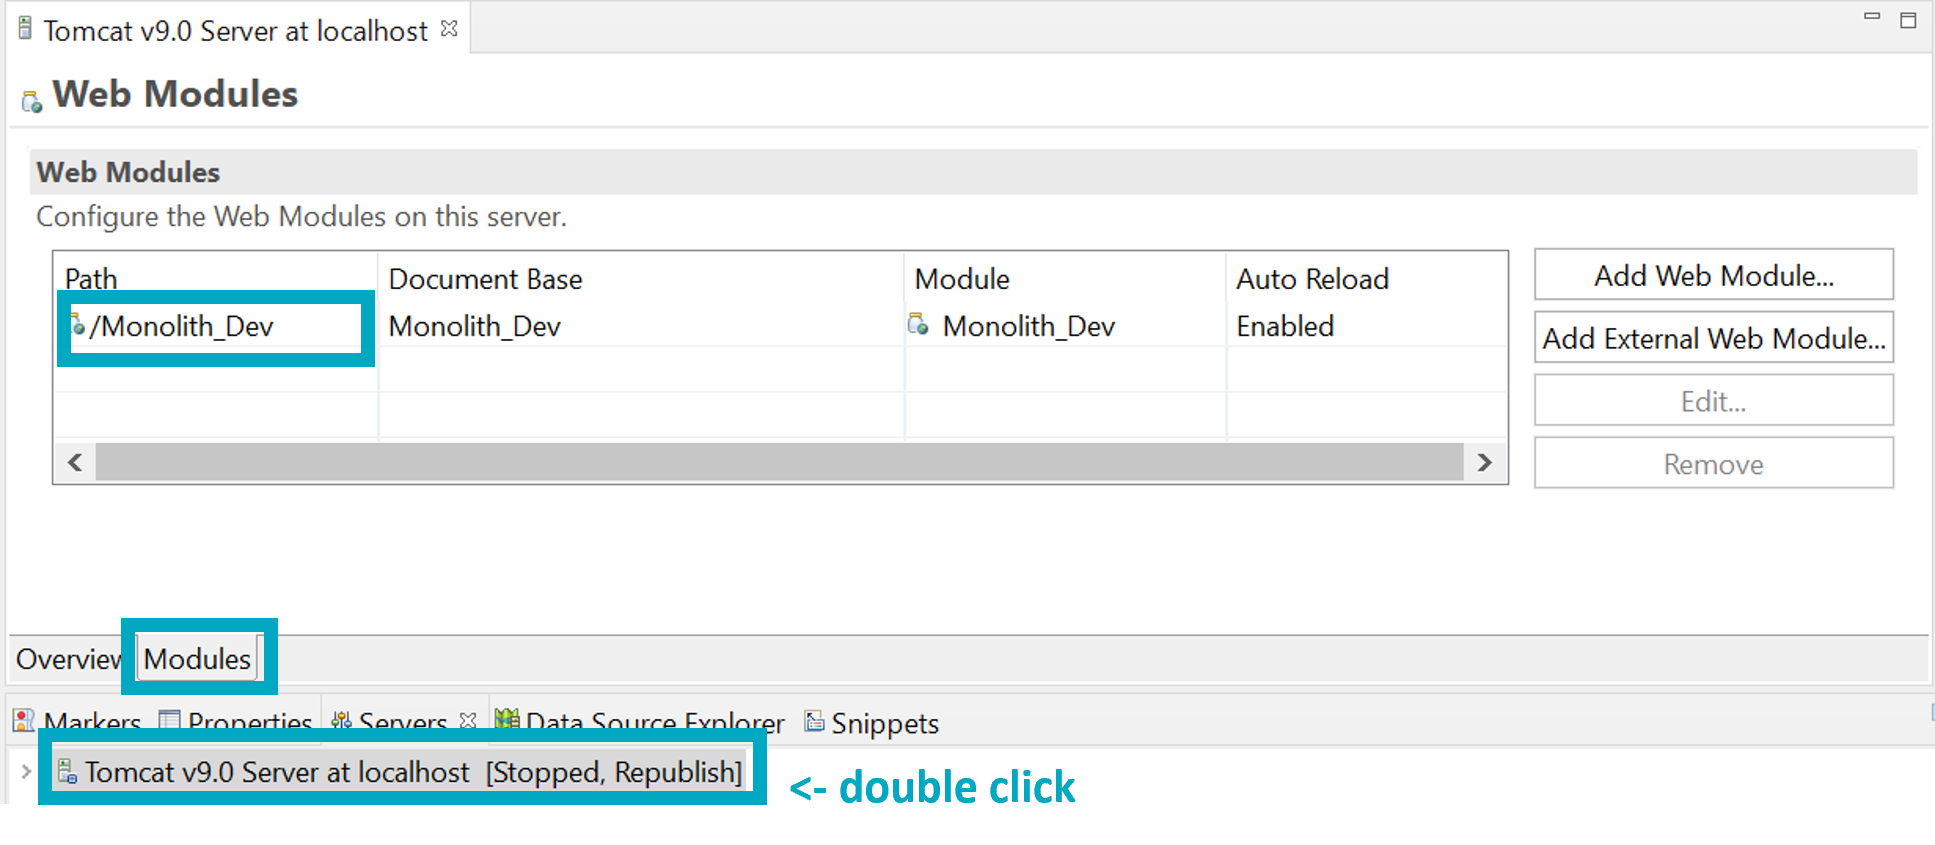 Tomcat v9.0 Server at localhost
Web Modules
Web Modules
Configure the Web Modules on this server.
Path Document Base Module Auto Reload
/Monolith_Dev Monolith_Dev Monolith_Dev Enabled
Add Web Module...
Add External Web Module...
Edit...
Remove
Overview Modules
Markers Properties Servers Data Source Explorer Snippets
Tomcat v9.0 Server at localhost [Stopped, Republish]
<- double click